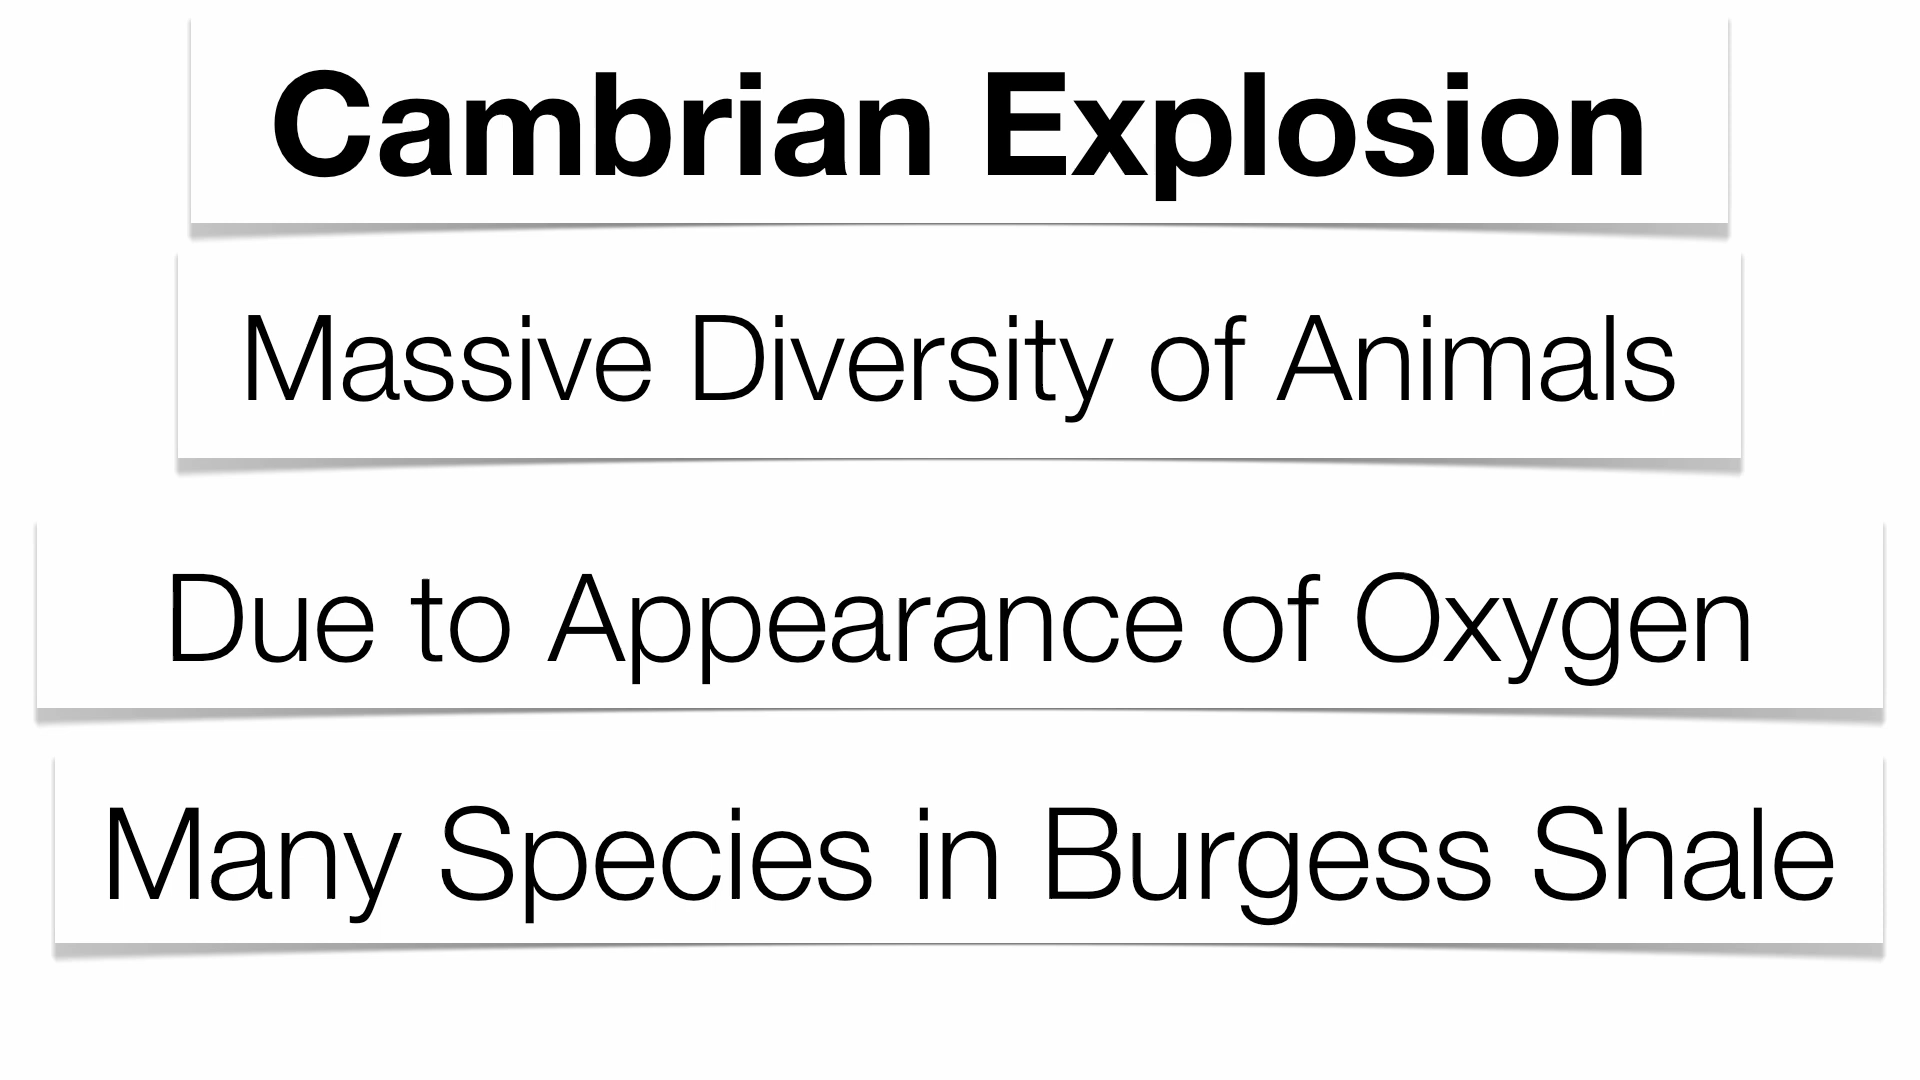 Cambrian Explosion
Massive Diversity of Animals
Due to Appearance of Oxygen
Many Species in Burgess Shale